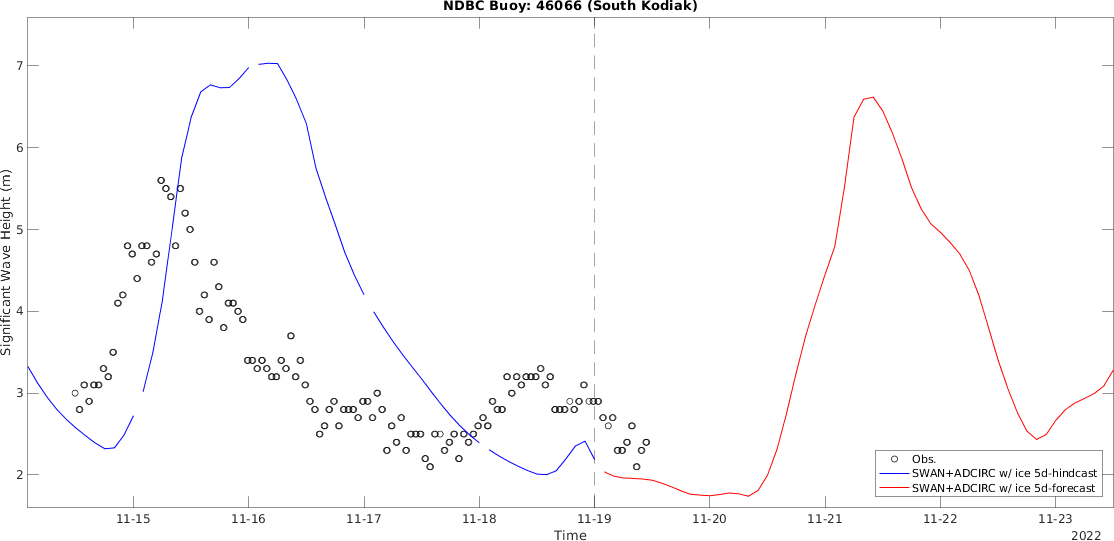 NDBC Buoy: 46066 (South Kodiak)
Significant Wave Height (m)
7
6
5
4
3
2
Obs.
SWAN+ADCIRC w/ ice 5d-hindcast
SWAN+ADCIRC w/ ice 5d-forecast
11-15 11-16 11-17 11-18 11-19 11-20 11-21 11-22 11-23
Time
2022